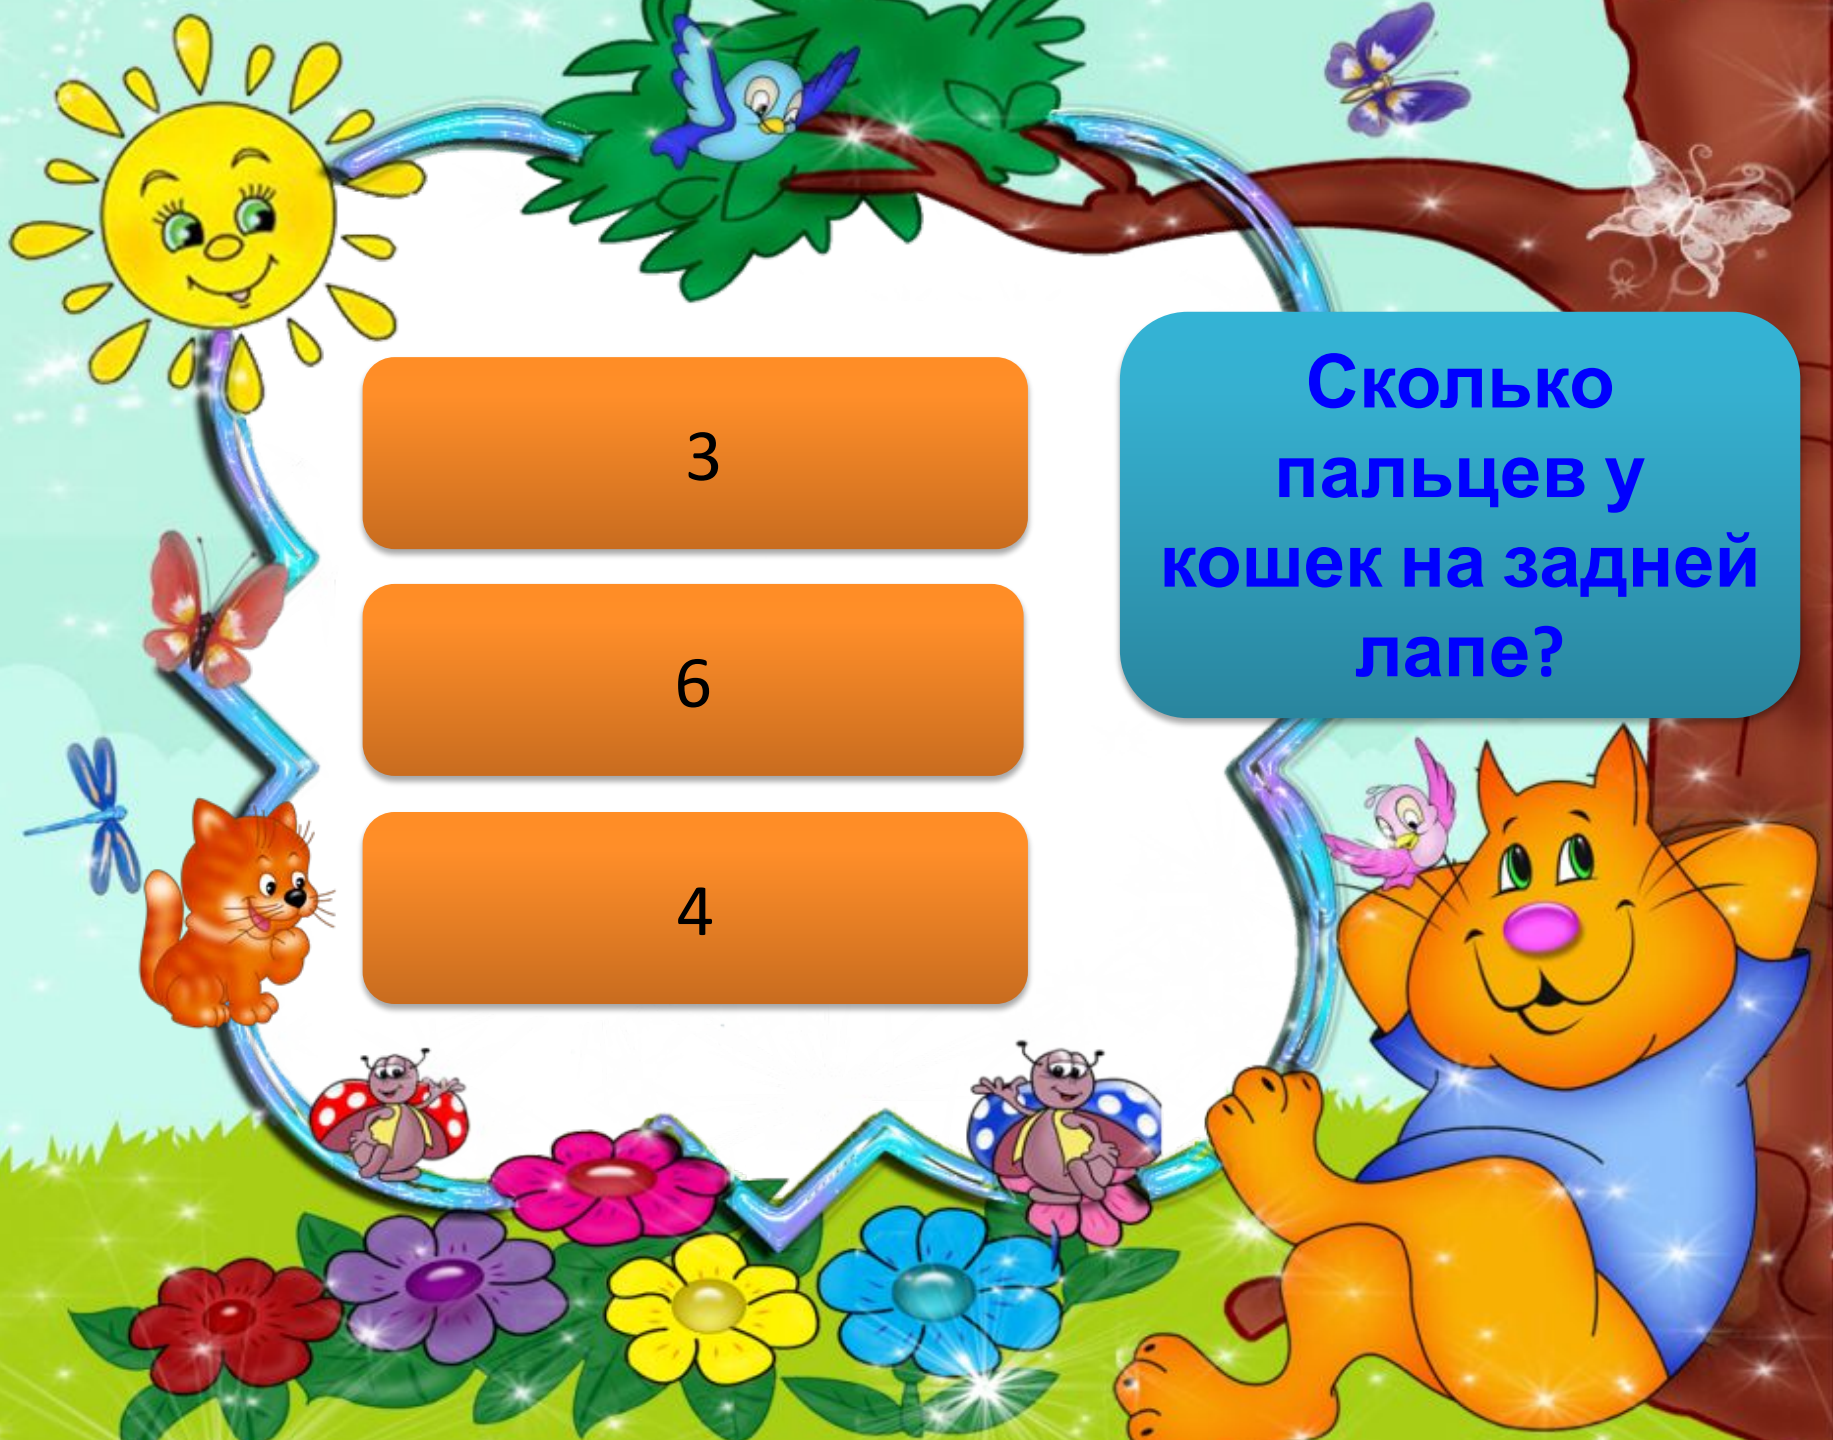 Сколько
пальцев у
кошек на задней
лапе?
3
6
4